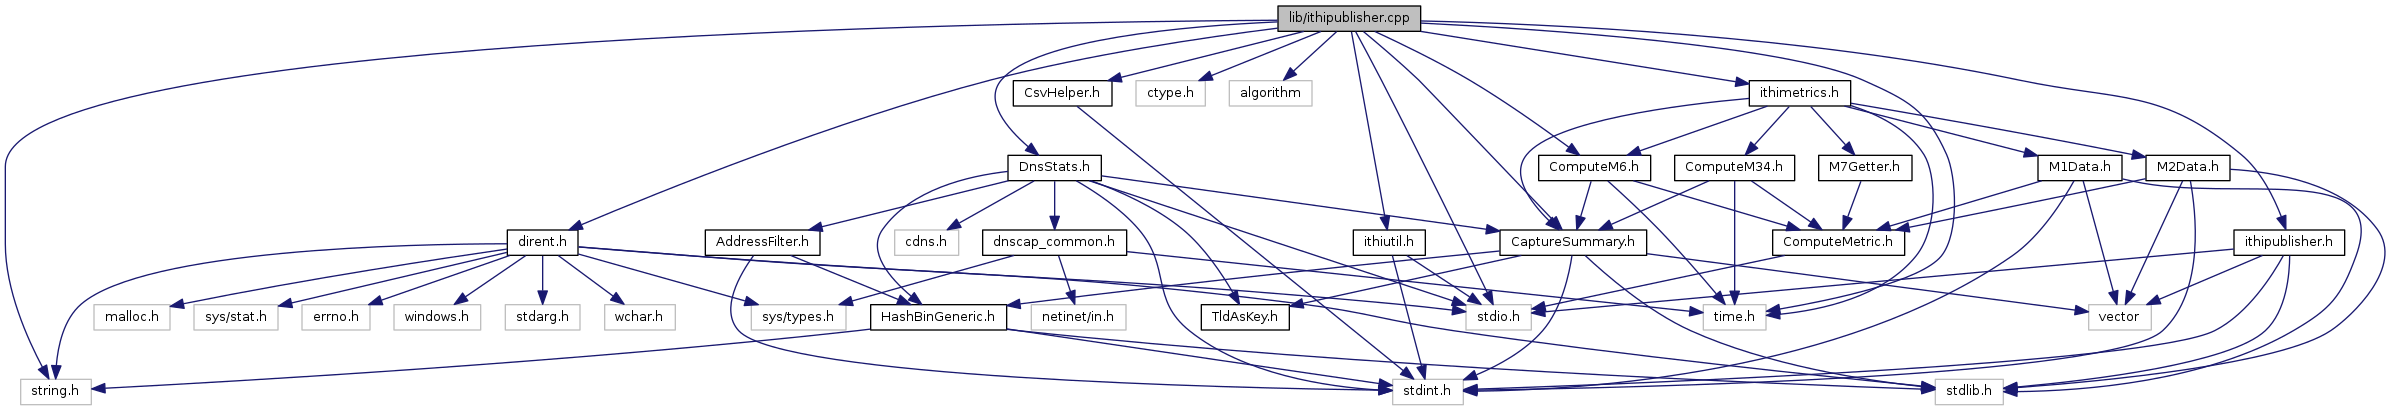 lib/ithipublisher.cpp
CsvHelper.h
ctype.h
algorithm
ithimetrics.h
DnsStats.h
ComputeM6.h
ComputeM34.h
M7Getter.h
M1Data.h
M2Data.h
dirent.h
AddressFilter.h
cdns.h
dnscap_common.h
ithiutil.h
CaptureSummary.h
ComputeMetric.h
ithipublisher.h
malloc.h
sys/stat.h
errno.h
windows.h
stdarg.h
wchar.h
sys/types.h
HashBinGeneric.h
netinet/in.h
TldAsKey.h
stdio.h
time.h
vector
string.h
stdint.h
stdlib.h